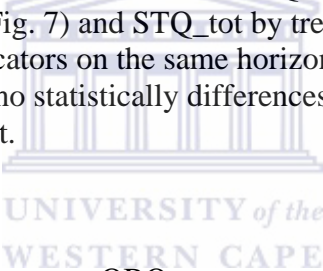 Fig. 7) and STQ_tot by tre
cators on the same horizon
no statistically differences
t.
UNIVERSITY of the
WESTERN CAPE